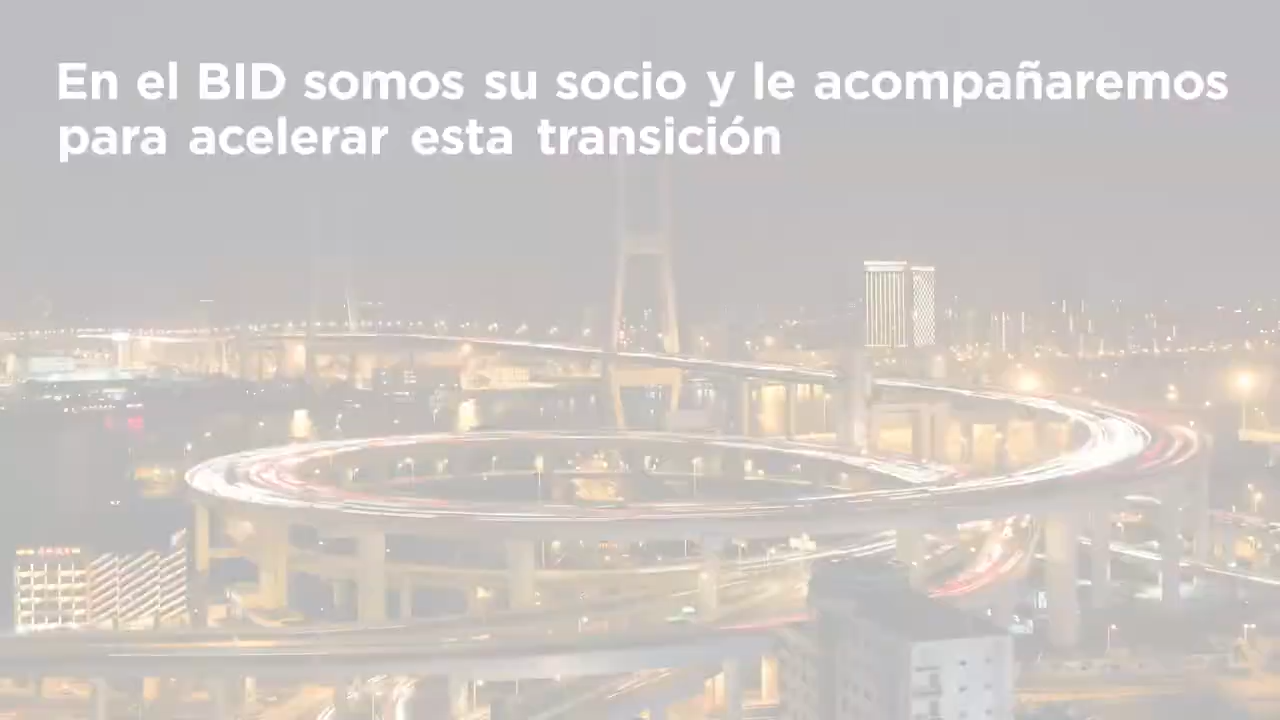 En el BID somos su socio y le acompañaremos
para acelerar esta transición